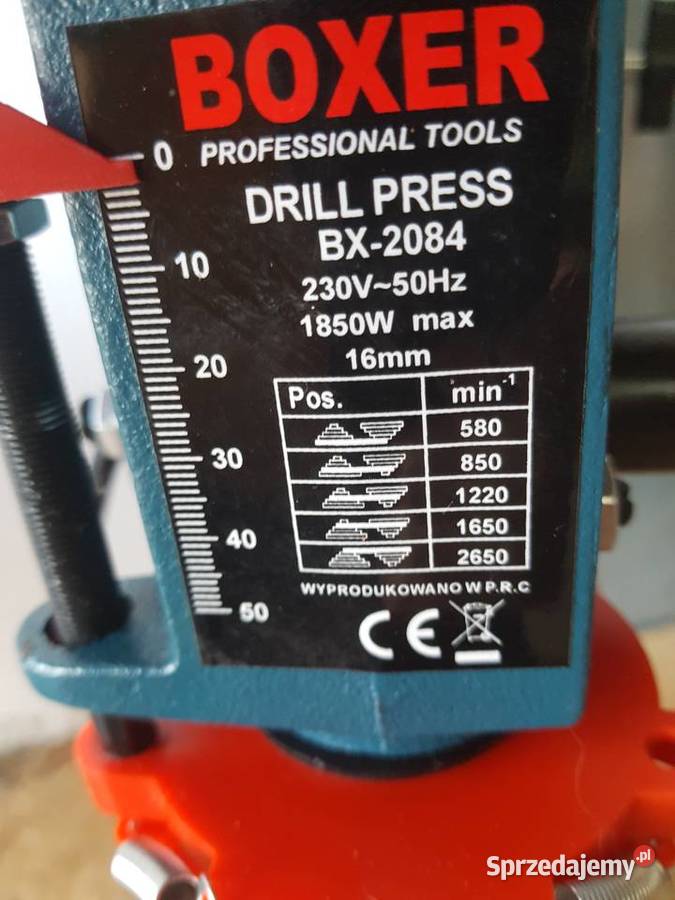 BOXER
PROFESSIONAL TOOLS
DRILL PRESS
BX-2084
230V~50Hz
1850W max
16mm
Pos. min-1
580
850
1220
1650
2650
WYPRODUKOWANO W P.R.C
CE
0
10
20
30
40
50
Sprzedajemy.pl